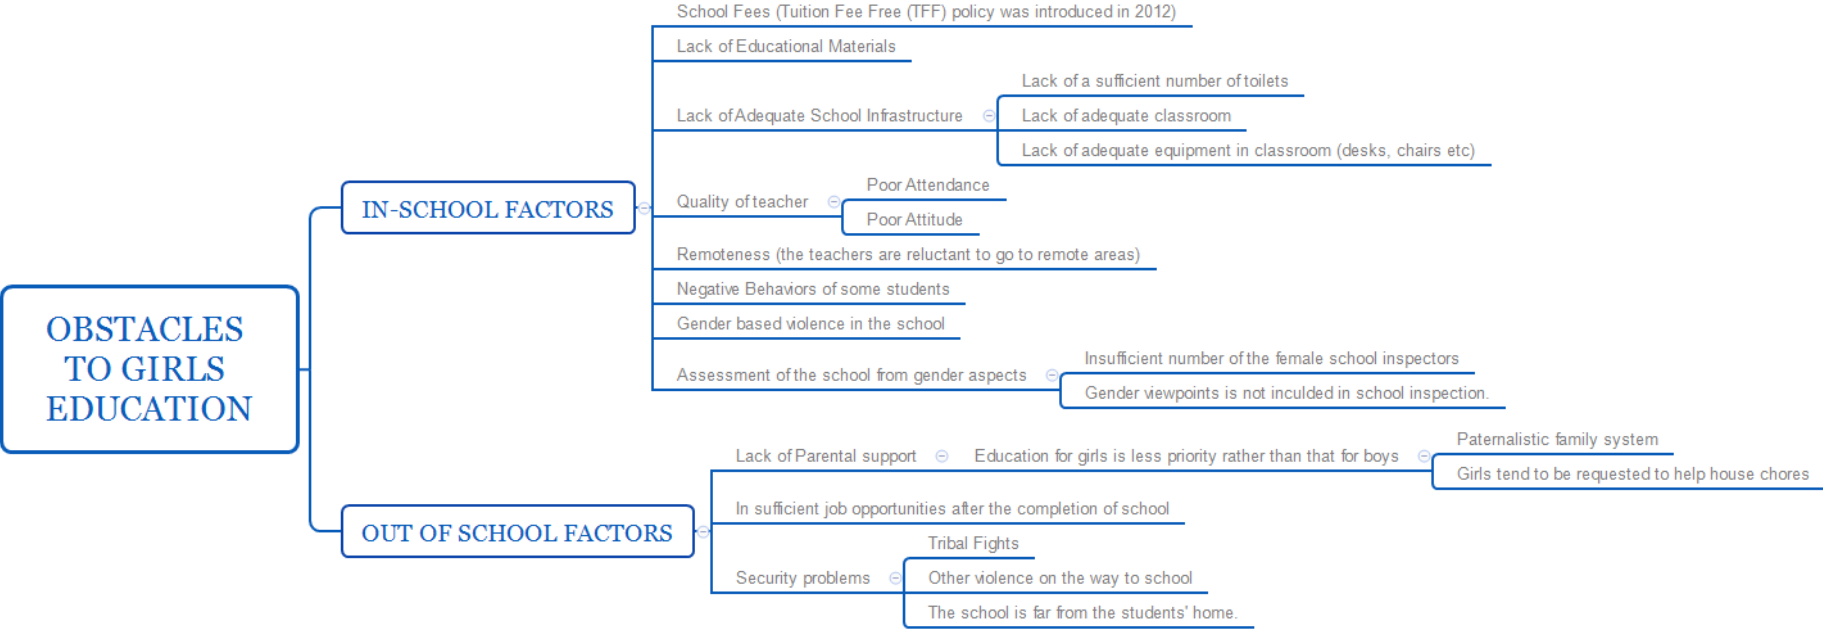 School Fees (Tuition Fee Free (TFF) policy was introduced in 2012)
Lack of Educational Materials
Lack of a sufficient number of toilets
Lack of Adequate School Infrastructure
Lack of adequate classroom
Lack of adequate equipment in classroom (desks, chairs etc)
IN-SCHOOL FACTORS
Poor Attendance
Quality of teacher
Poor Attitude
Remoteness (the teachers are reluctant to go to remote areas)
Negative Behaviors of some students
Gender based violence in the school
Insufficient number of the female school inspectors
Assessment of the school from gender aspects
Gender viewpoints is not inculded in school inspection.
OBSTACLES
TO GIRLS
EDUCATION
Paternalistic family system
Lack of Parental support
Education for girls is less priority rather than that for boys
Girls tend to be requested to help house chores
In sufficient job opportunities after the completion of school
OUT OF SCHOOL FACTORS
Tribal Fights
Security problems
Other violence on the way to school
The school is far from the students' home.